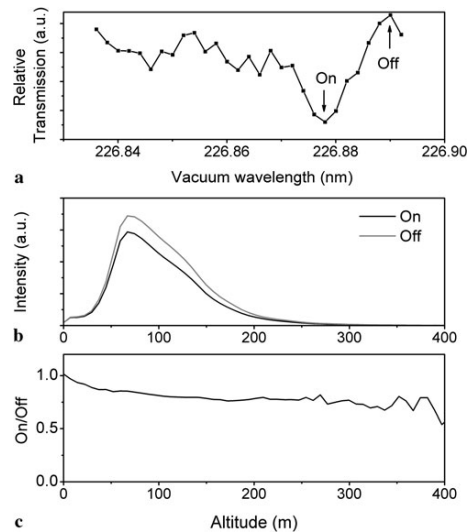 Relative
Transmission (a.u.)
On
Off
226.84
226.86
226.88
226.90
a
Vacuum wavelength (nm)
Intensity (a.u.)
On
Off
b
0
100
200
300
400
On/Off
1.0
0.5
0.0
0
100
200
300
400
c
Altitude (m)